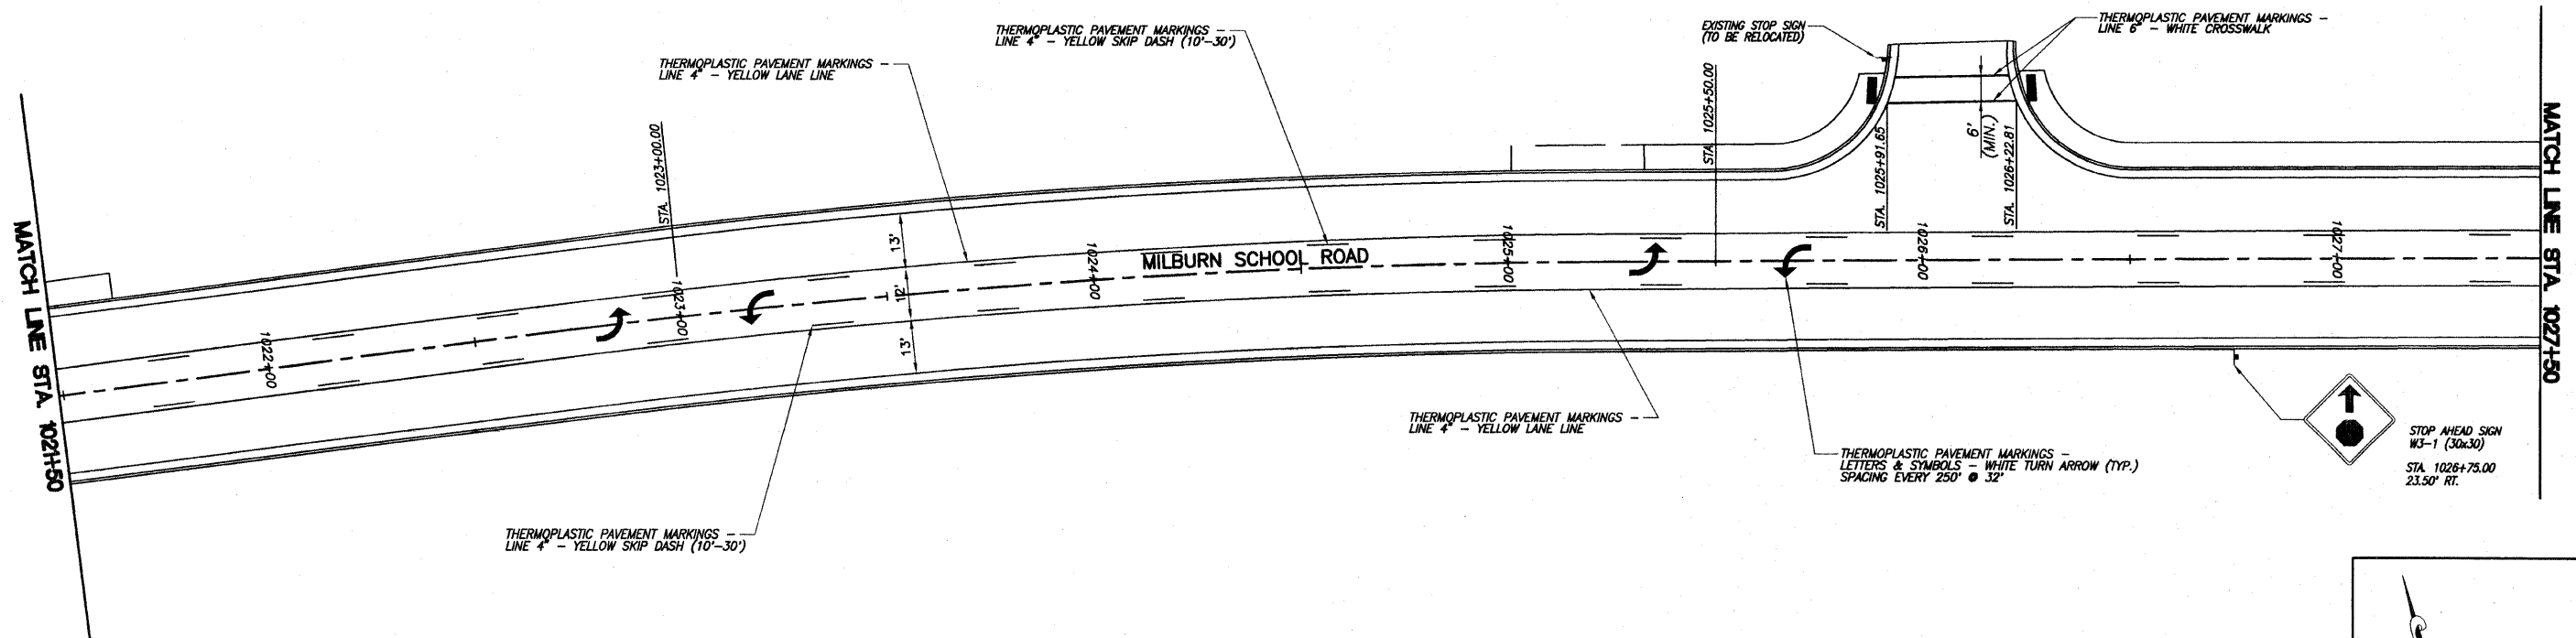 THERMOPLASTIC PAVEMENT MARKINGS -
LINE 4" - YELLOW SKIP DASH (10'-30')
EXISTING STOP SIGN
(TO BE RELOCATED)
THERMOPLASTIC PAVEMENT MARKINGS -
LINE 6" - WHITE CROSSWALK
THERMOPLASTIC PAVEMENT MARKINGS -
LINE 4" - YELLOW LANE LINE
STA. 1023+00.00
STA. 1025+50.00
STA. 1025+91.65
6'
(MIN.)
STA. 1026+22.81
MATCH LINE STA. 1021+50
MATCH LINE STA. 1027+50
13'
12'
13'
MILBURN SCHOOL ROAD
1022+00
1023+00
1024+00
1025+00
1026+00
1027+00
THERMOPLASTIC PAVEMENT MARKINGS -
LINE 4" - YELLOW LANE LINE
THERMOPLASTIC PAVEMENT MARKINGS -
LETTERS & SYMBOLS - WHITE TURN ARROW (TYP.)
SPACING EVERY 250' @ 32'
STOP AHEAD SIGN
W3-1 (30x30)
STA. 1026+75.00
23.50' RT.
THERMOPLASTIC PAVEMENT MARKINGS -
LINE 4" - YELLOW SKIP DASH (10'-30')